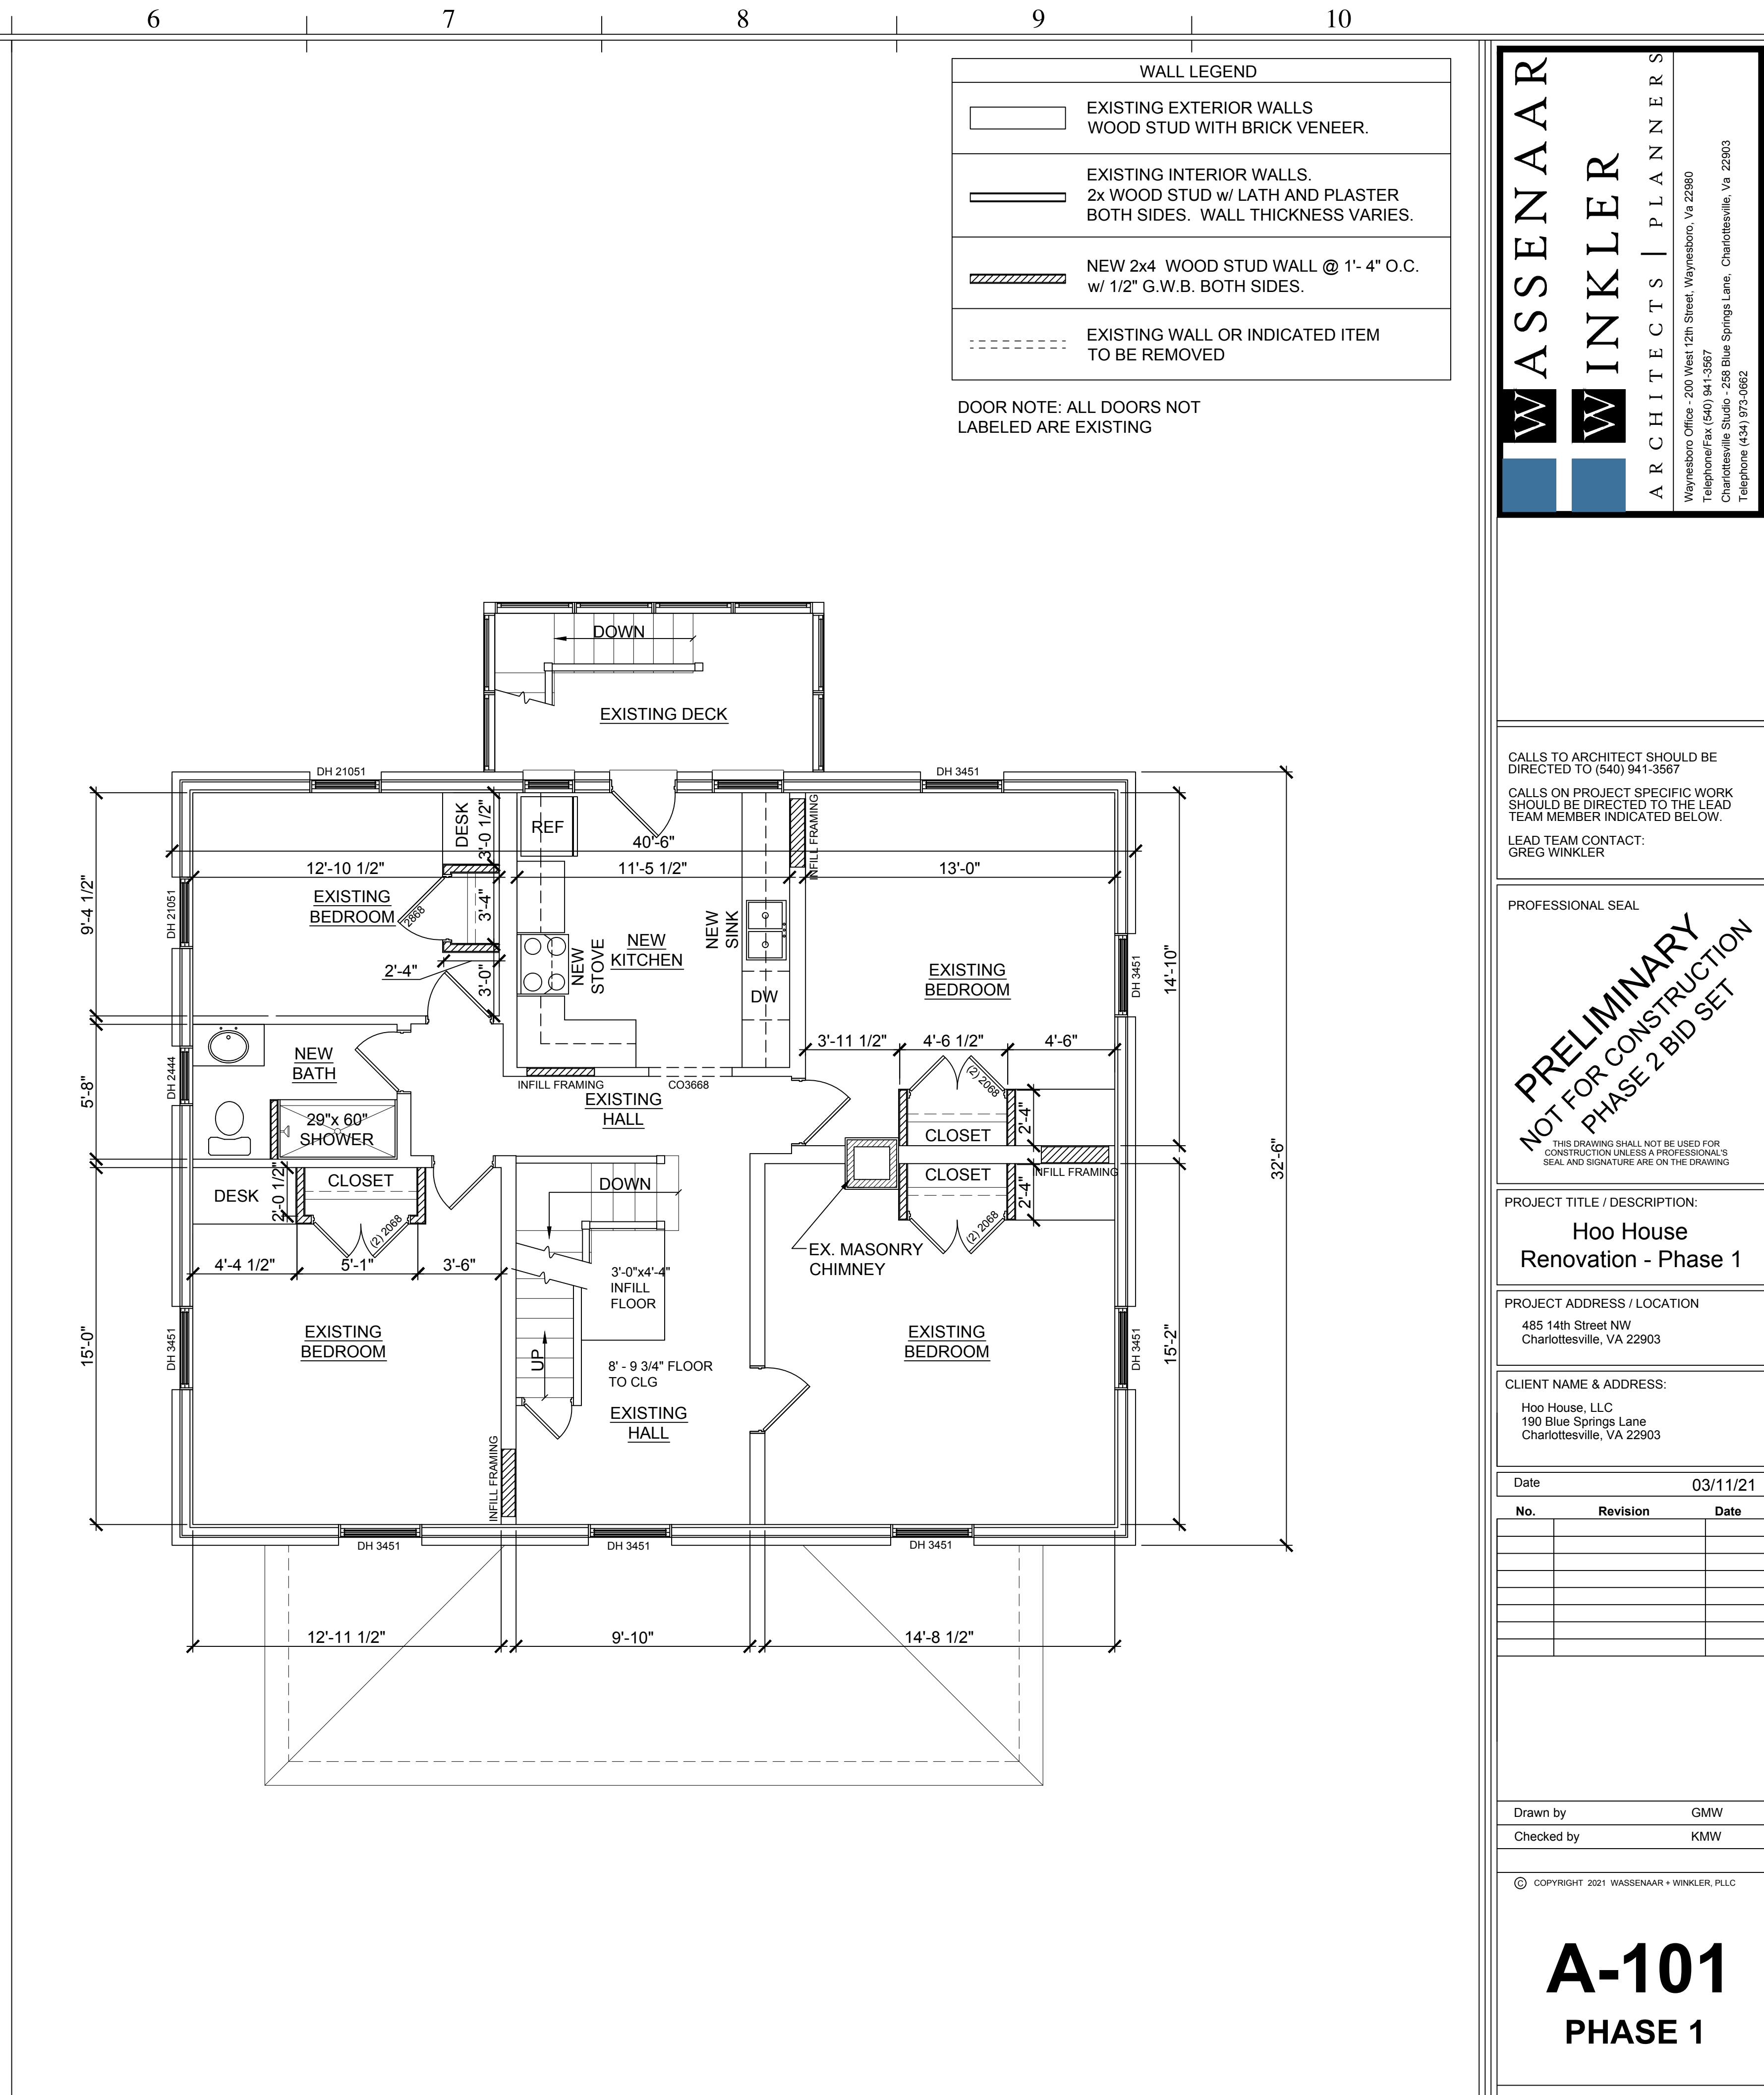 6
7
8
9
10
WALL LEGEND
EXISTING EXTERIOR WALLS
WOOD STUD WITH BRICK VENEER.
EXISTING INTERIOR WALLS.
2x WOOD STUD w/ LATH AND PLASTER
BOTH SIDES. WALL THICKNESS VARIES.
NEW 2x4 WOOD STUD WALL @ 1'- 4" O.C.
w/ 1/2" G.W.B. BOTH SIDES.
EXISTING WALL OR INDICATED ITEM
TO BE REMOVED
DOOR NOTE: ALL DOORS NOT
LABELED ARE EXISTING
DOWN
EXISTING DECK
DH 21051
DH 3451
DESK
3'-0 1/2"
REF
40'-6"
INFILL FRAMING
12'-10 1/2"
11'-5 1/2"
13'-0"
9'-4 1/2"
DH 21051
EXISTING
BEDROOM
2868
3'-4"
2'-4"
3'-0"
NEW
STOVE
NEW
KITCHEN
NEW
SINK
DW
EXISTING
BEDROOM
DH 3451
14'-10"
3'-11 1/2"
4'-6 1/2"
4'-6"
5'-8"
DH 2444
NEW
BATH
29"x 60"
SHOWER
INFILL FRAMING
CO3668
EXISTING
HALL
(2) 2068
2'-4"
CLOSET
INFILL FRAMING
32'-6"
DESK
2'-0 1/2"
CLOSET
(2) 2068
DOWN
CLOSET
2'-4"
(2) 2068
4'-4 1/2"
5'-1"
3'-6"
EX. MASONRY
CHIMNEY
3'-0"x4'-4"
INFILL
FLOOR
15'-0"
DH 3451
EXISTING
BEDROOM
UP
8' - 9 3/4" FLOOR
TO CLG
EXISTING
HALL
EXISTING
BEDROOM
DH 3451
15'-2"
INFILL FRAMING
DH 3451
DH 3451
DH 3451
12'-11 1/2"
9'-10"
14'-8 1/2"
WASSENAAR
WINKLER
ARCHITECTS | PLANNERS
Waynesboro Office - 200 West 12th Street, Waynesboro, Va 22980
Telephone/Fax (540) 941-3567
Charlottesville Studio - 258 Blue Springs Lane, Charlottesville, Va 22903
Telephone (434) 973-0662
CALLS TO ARCHITECT SHOULD BE
DIRECTED TO (540) 941-3567
CALLS ON PROJECT SPECIFIC WORK
SHOULD BE DIRECTED TO THE LEAD
TEAM MEMBER INDICATED BELOW.
LEAD TEAM CONTACT:
GREG WINKLER
PROFESSIONAL SEAL
PRELIMINARY
NOT FOR CONSTRUCTION
PHASE 2 BID SET
THIS DRAWING SHALL NOT BE USED FOR
CONSTRUCTION UNLESS A PROFESSIONAL'S
SEAL AND SIGNATURE ARE ON THE DRAWING
PROJECT TITLE / DESCRIPTION:
Hoo House
Renovation - Phase 1
PROJECT ADDRESS / LOCATION
485 14th Street NW
Charlottesville, VA 22903
CLIENT NAME & ADDRESS:
Hoo House, LLC
190 Blue Springs Lane
Charlottesville, VA 22903
Date 03/11/21
No. Revision Date
Drawn by GMW
Checked by KMW
© COPYRIGHT 2021 WASSENAAR + WINKLER, PLLC
A-101
PHASE 1